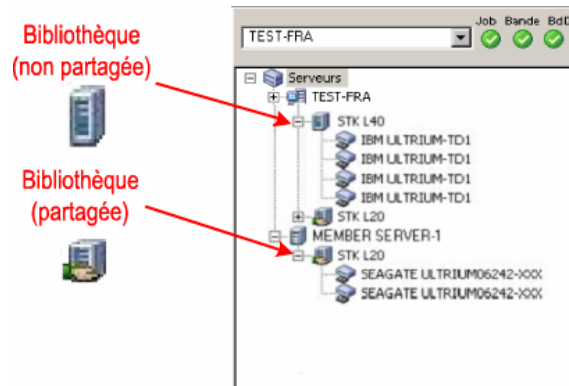 Bibliothèque
(non partagée)
Bibliothèque
(partagée)
TEST-FRA
Job Bande BdD
Serveurs
TEST-FRA
STK L40
IBM ULTRIUM-TD1
IBM ULTRIUM-TD1
IBM ULTRIUM-TD1
IBM ULTRIUM-TD1
STK L20
MEMBER SERVER-1
STK L20
SEAGATE ULTRIUM06242-XXX
SEAGATE ULTRIUM06242-XXX